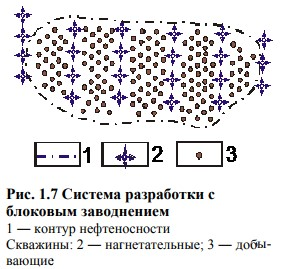 1 2 3
Рис. 1.7 Система разработки с
блоковым заводнением
1 — контур нефтеносности
Скважины: 2 — нагнетательные; 3 — добы-
вающие